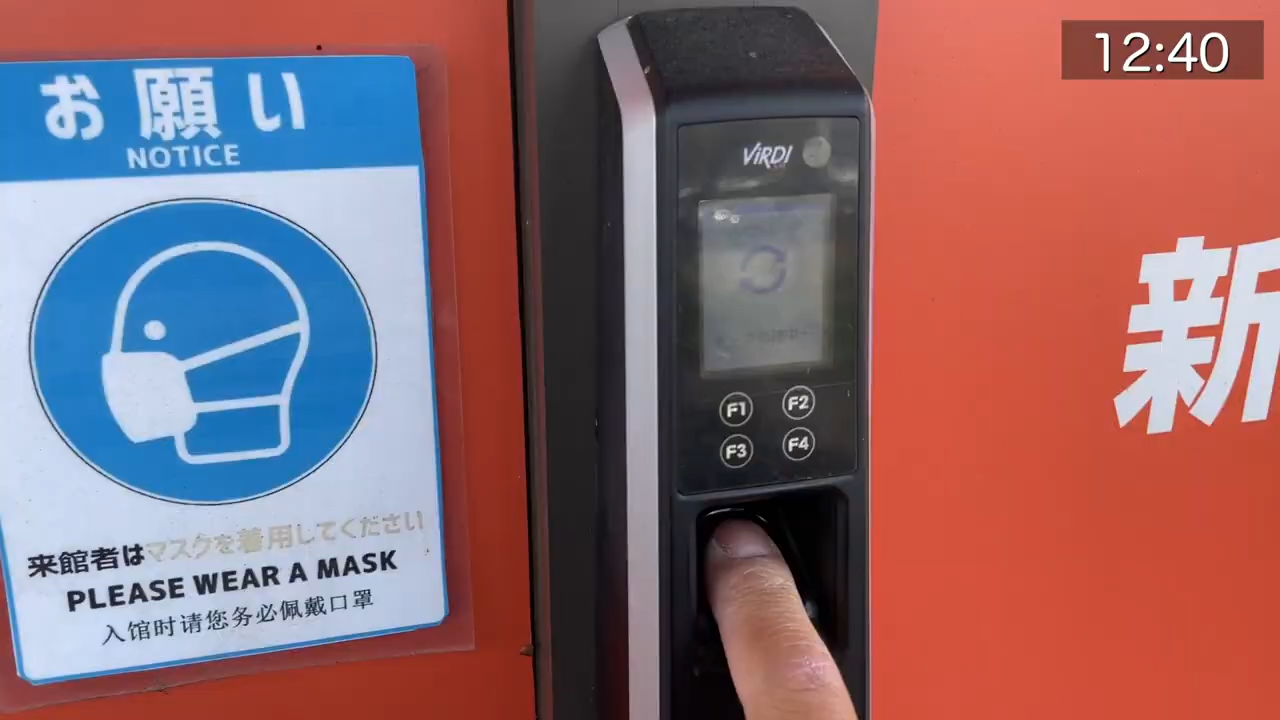 お願い
NOTICE
来館者はマスクを着用してください
PLEASE WEAR A MASK
入馆时请您务必佩戴口罩
ViRDI
F1 F2
F3 F4
12:40
新